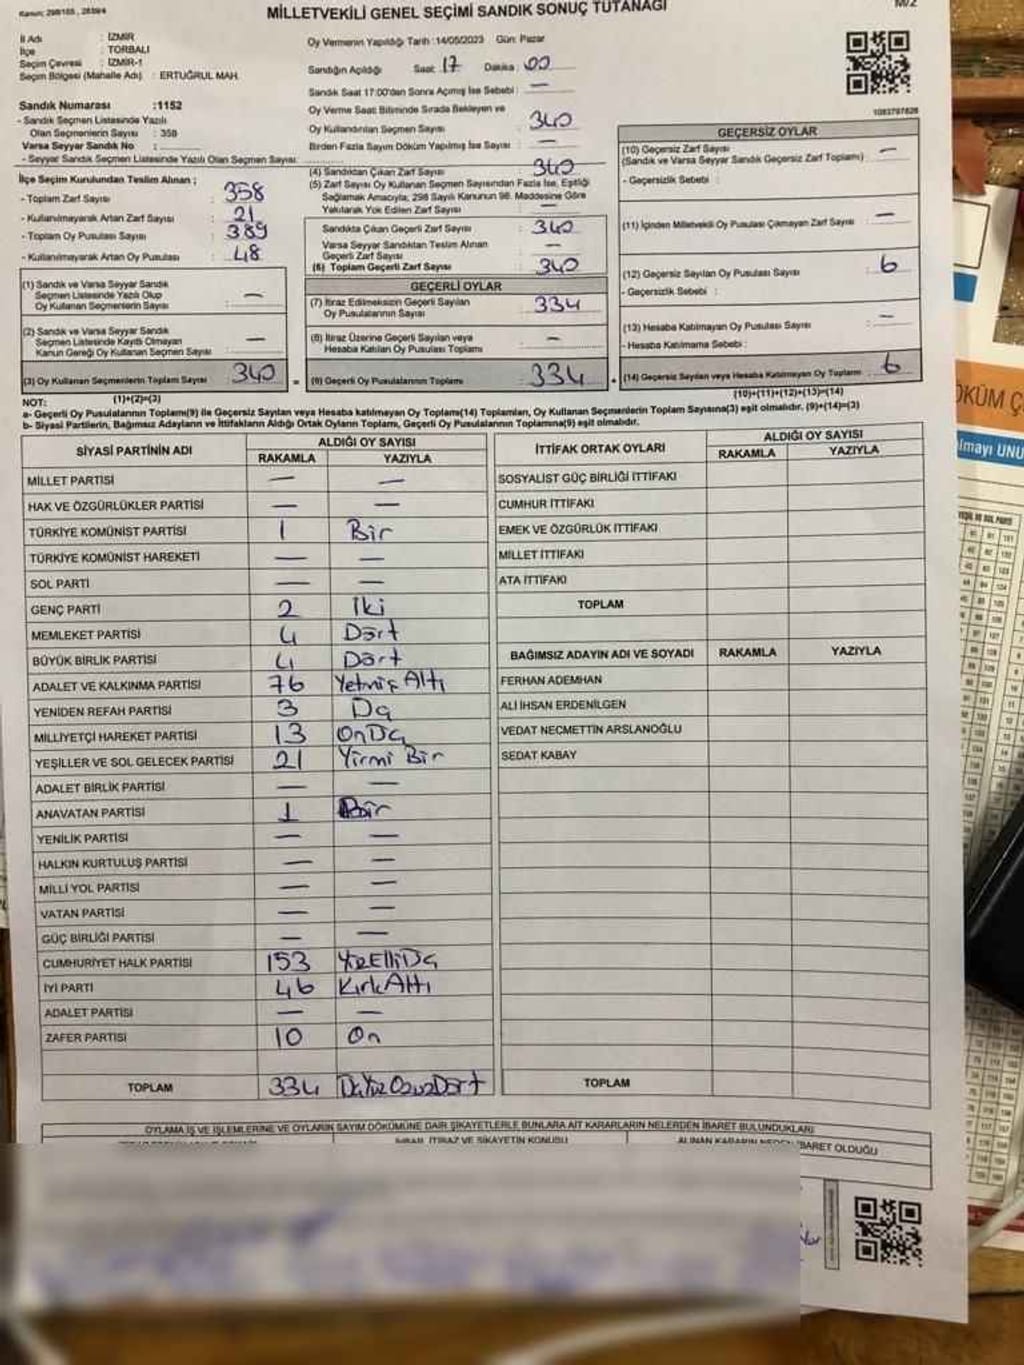 MİLLETVEKİLİ GENEL SEÇİMİ SANDIK SONUÇ TUTANAĞI
İl Adı : İZMİR
İlçe : TORBALI
Seçim Çevresi : İZMİR-1
Seçim Bölgesi (Mahalle Adı) : ERTUĞRUL MAH.
Sandık Numarası :1152
- Sandık Seçmen Listesinde Yazılı
Olan Seçmenlerin Sayısı : 358
Varsa Seyyar Sandık No :
- Seyyar Sandık Seçmen Listesinde Yazılı Olan Seçmen Sayısı:
İlçe Seçim Kurulundan Teslim Alınan ;
- Toplam Zarf Sayısı : 358
- Kullanılmayarak Artan Zarf Sayısı : 21
- Toplam Oy Pusulası Sayısı : 389
- Kullanılmayarak Artan Oy Pusulası : 48
(1) Sandık ve Varsa Seyyar Sandık
Seçmen Listesinde Yazılı Olup
Oy Kullanan Seçmenlerin Sayısı : —
(2) Sandık ve Varsa Seyyar Sandık
Seçmen Listesinde Kayıtlı Olmayan
Kanun Gereği Oy Kullanan Seçmen Sayısı —
(3) Oy Kullanan Seçmenlerin Toplam Sayısı 340
(1)+(2)=(3)
Oy Vermenin Yapıldığı Tarih :14/05/2023 Gün: Pazar
Sandığın Açıldığı Saat: 17 Dakika : 00
Sandık Saat 17:00'den Sonra Açılmış İse Sebebi : —
Oy Verme Saat Bitiminde Sırada Bekleyen ve
Oy Kullandırılan Seçmen Sayısı : 340
Birden Fazla Sayım Döküm Yapılmış İse Sayısı : —
(4) Sandıktan Çıkan Zarf Sayısı : 340
(5) Zarf Sayısı Oy Kullanan Seçmen Sayısından Fazla İse, Eşitliği
Sağlamak Amacıyla, 298 Sayılı Kanunun 98. Maddesine Göre
Yakılarak Yok Edilen Zarf Sayısı : —
Sandıkta Çıkan Geçerli Zarf Sayısı : 340
Varsa Seyyar Sandıktan Teslim Alınan
Geçerli Zarf Sayısı : —
(6) Toplam Geçerli Zarf Sayısı : 340
GEÇERLİ OYLAR
(7) İtiraz Edilmeksizin Geçerli Sayılan
Oy Pusulalarının Sayısı : 334
(8) İtiraz Üzerine Geçerli Sayılan veya
Hesaba Katılan Oy Pusulası Toplamı : —
(9) Geçerli Oy Pusulalarının Toplamı 334
M/2
1083797826
GEÇERSİZ OYLAR
(10) Geçersiz Zarf Sayısı : —
(Sandık ve Varsa Seyyar Sandık Geçersiz Zarf Toplamı)
- Geçersizlik Sebebi :
(11) İçinden Milletvekili Oy Pusulası Çıkmayan Zarf Sayısı : —
(12) Geçersiz Sayılan Oy Pusulası Sayısı : 6
- Geçersizlik Sebebi :
(13) Hesaba Katılmayan Oy Pusulası Sayısı : —
- Hesaba Katılmama Sebebi :
(14) Geçersiz Sayılan veya Hesaba Katılmayan Oy Toplamı : 6
(10)+(11)+(12)+(13)=(14)
NOT:
a- Geçerli Oy Pusulalarının Toplamı(9) ile Geçersiz Sayılan veya Hesaba katılmayan Oy Toplamı(14) Toplamları, Oy Kullanan Seçmenlerin Toplam Sayısına(3) eşit olmalıdır. (9)+(14)=(3)
b- Siyasi Partilerin, Bağımsız Adayların ve İttifakların Aldığı Ortak Oyların Toplamı, Geçerli Oy Pusulalarının Toplamına(9) eşit olmalıdır.
SİYASİ PARTİNİN ADI ALDIĞI OY SAYISI
RAKAMLA YAZIYLA
MİLLET PARTİSİ — —
HAK VE ÖZGÜRLÜKLER PARTİSİ — —
TÜRKİYE KOMÜNİST PARTİSİ 1 Bir
TÜRKİYE KOMÜNİST HAREKETİ — —
SOL PARTİ — —
GENÇ PARTİ 2 İki
MEMLEKET PARTİSİ 4 Dört
BÜYÜK BİRLİK PARTİSİ 4 Dört
ADALET VE KALKINMA PARTİSİ 76 Yetmiş Altı
YENİDEN REFAH PARTİSİ 3 Üç
MİLLİYETÇİ HAREKET PARTİSİ 13 OnÜç
YEŞİLLER VE SOL GELECEK PARTİSİ 21 Yirmi Bir
ADALET BİRLİK PARTİSİ — —
ANAVATAN PARTİSİ 1 Bir
YENİLİK PARTİSİ — —
HALKIN KURTULUŞ PARTİSİ — —
MİLLİ YOL PARTİSİ — —
VATAN PARTİSİ — —
GÜÇ BİRLİĞİ PARTİSİ — —
CUMHURİYET HALK PARTİSİ 153 YüzElliÜç
İYİ PARTİ 46 KırkAltı
ADALET PARTİSİ — —
ZAFER PARTİSİ 10 On
TOPLAM 334 ÜçYüzOtuzDört
İTTİFAK ORTAK OYLARI ALDIĞI OY SAYISI
RAKAMLA YAZIYLA
SOSYALİST GÜÇ BİRLİĞİ İTTİFAKI
CUMHUR İTTİFAKI
EMEK VE ÖZGÜRLÜK İTTİFAKI
MİLLET İTTİFAKI
ATA İTTİFAKI
TOPLAM
BAĞIMSIZ ADAYIN ADI VE SOYADI RAKAMLA YAZIYLA
FERHAN ADEMHAN
ALİ İHSAN ERDENİLGEN
VEDAT NECMETTİN ARSLANOĞLU
SEDAT KABAY
TOPLAM
OYLAMA İŞ VE İŞLEMLERİNE VE OYLARIN SAYIM DÖKÜMÜNE DAİR ŞİKAYETLERLE BUNLARA AİT KARARLARIN NELERDEN İBARET BULUNDUKLARI
İTİRAZ VE ŞİKAYETİN KONUSU
ALINAN KARARIN NEDEN İBARET OLDUĞU
DÖKÜM Ç
lmayı UNU